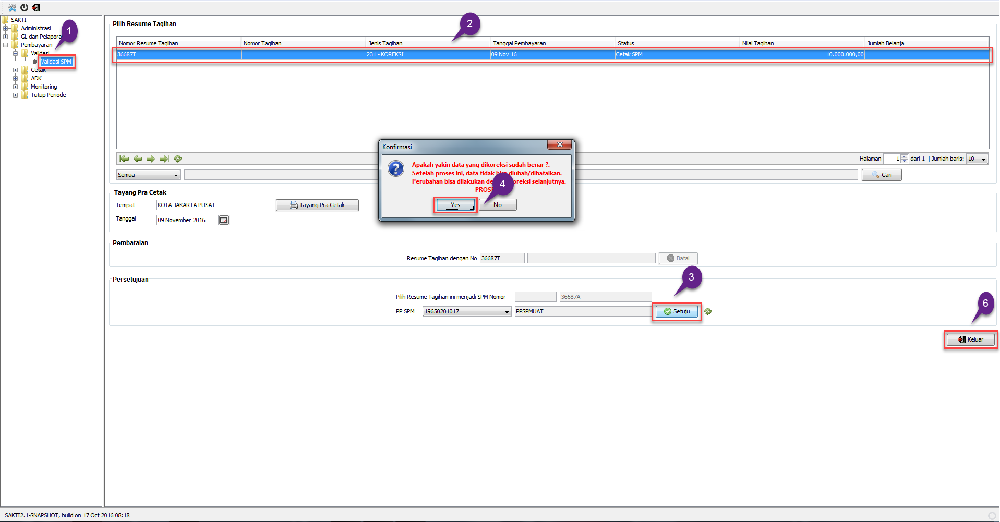 SAKTI
Administrasi
GL dan Pelapora
Pembayaran
Validasi
Validasi SPM
Cetak
ADK
Monitoring
Tutup Periode
1
2
Pilih Resume Tagihan
Nomor Resume Tagihan Nomor Tagihan Jenis Tagihan Tanggal Pembayaran Status Nilai Tagihan Jumlah Belanja
36687T 231 - KOREKSI 09 Nov 16 Cetak SPM 10.000.000,00
Halaman 1 dari 1 | Jumlah baris: 10
Semua Cari
Konfirmasi
Apakah yakin data yang dikoreksi sudah benar ?.
Setelah proses ini, data tidak bisa diubah/dibatalkan.
Perubahan bisa dilakukan de oreksi selanjutnya.
PROS
4
Yes No
Tayang Pra Cetak
Tempat KOTA JAKARTA PUSAT Tayang Pra Cetak
Tanggal 09 November 2016
Pembatalan
Resume Tagihan dengan No 36687T Batal
3
Persetujuan
Pilih Resume Tagihan ini menjadi SPM Nomor 36687A
PP SPM 19650201017 PPSPMUAT Setuju
6
Keluar
SAKTI2.1-SNAPSHOT, build on 17 Oct 2016 08:18